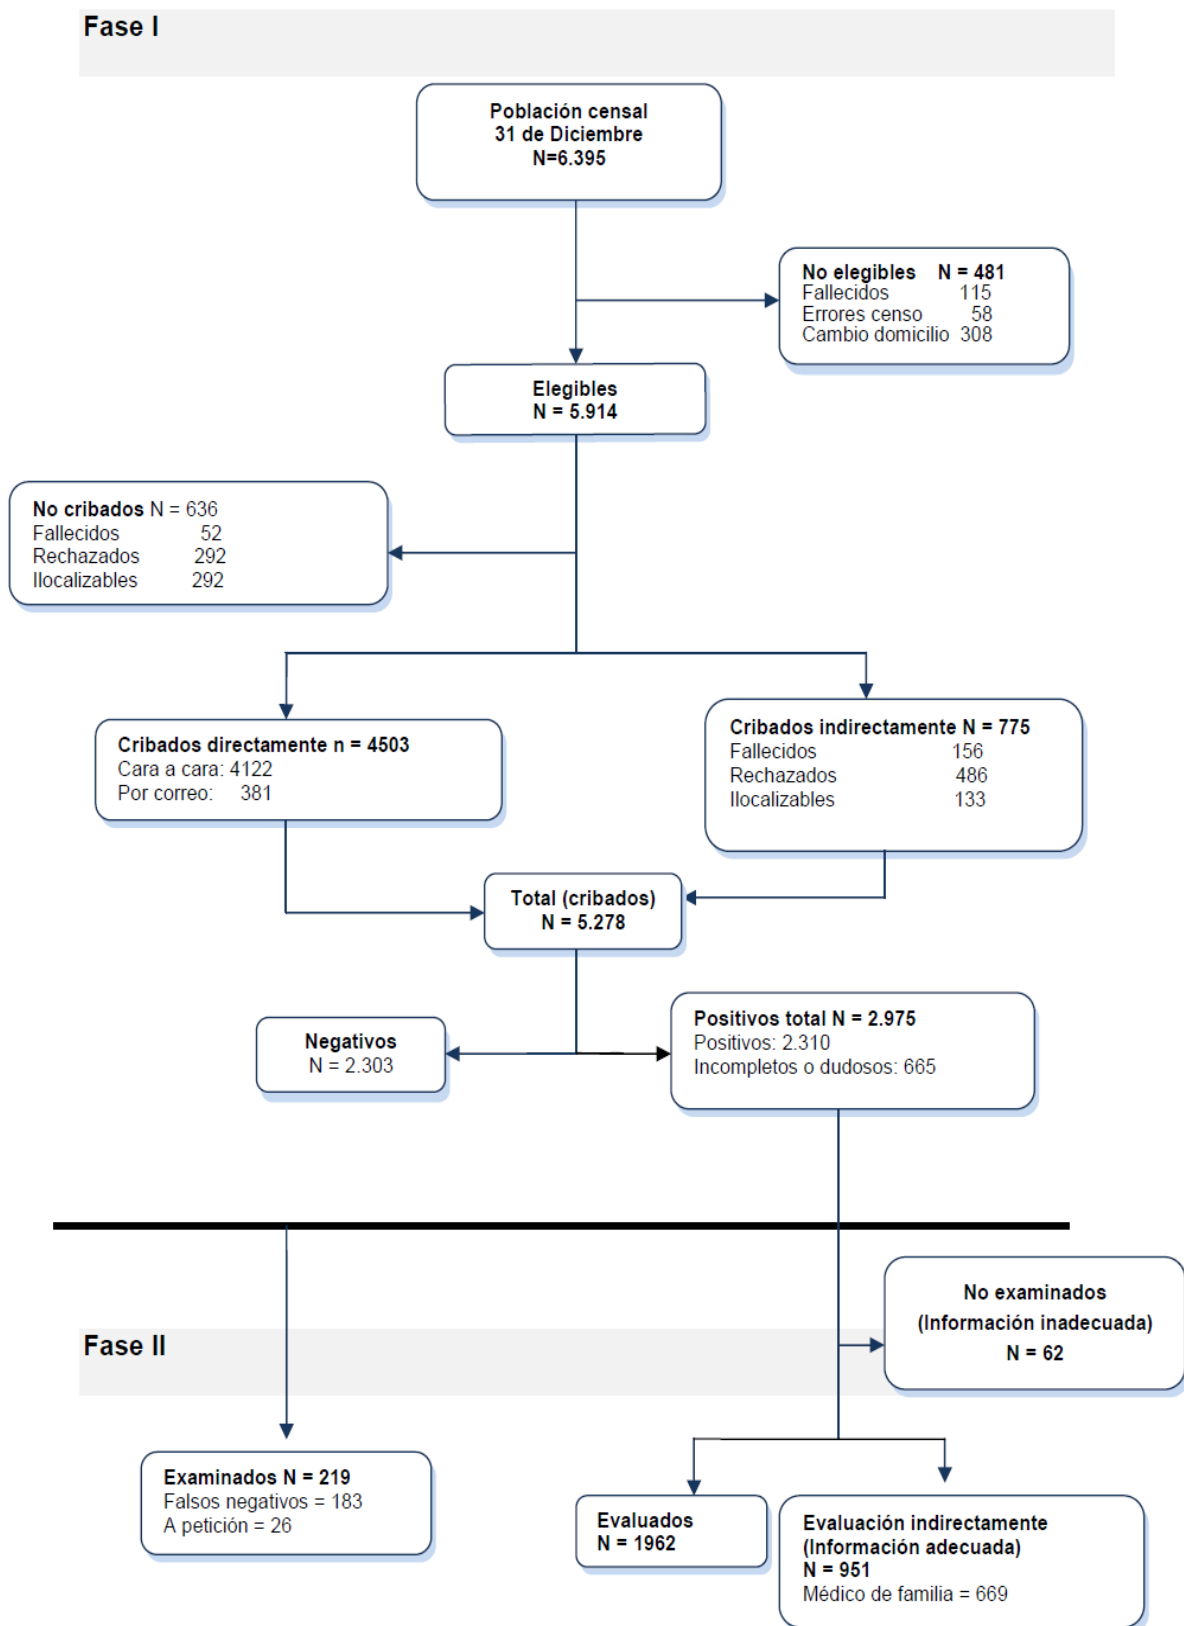 Fase I
Población censal
31 de Diciembre
N=6.395
No elegibles N = 481
Fallecidos 115
Errores censo 58
Cambio domicilio 308
Elegibles
N = 5.914
No cribados N = 636
Fallecidos 52
Rechazados 292
Ilocalizables 292
Cribados directamente n = 4503
Cara a cara: 4122
Por correo: 381
Cribados indirectamente N = 775
Fallecidos 156
Rechazados 486
Ilocalizables 133
Total (cribados)
N = 5.278
Negativos
N = 2.303
Positivos total N = 2.975
Positivos: 2.310
Incompletos o dudosos: 665
No examinados
(Información inadecuada)
N = 62
Fase II
Examinados N = 219
Falsos negativos = 183
A petición = 26
Evaluados
N = 1962
Evaluación indirectamente
(Información adecuada)
N = 951
Médico de familia = 669